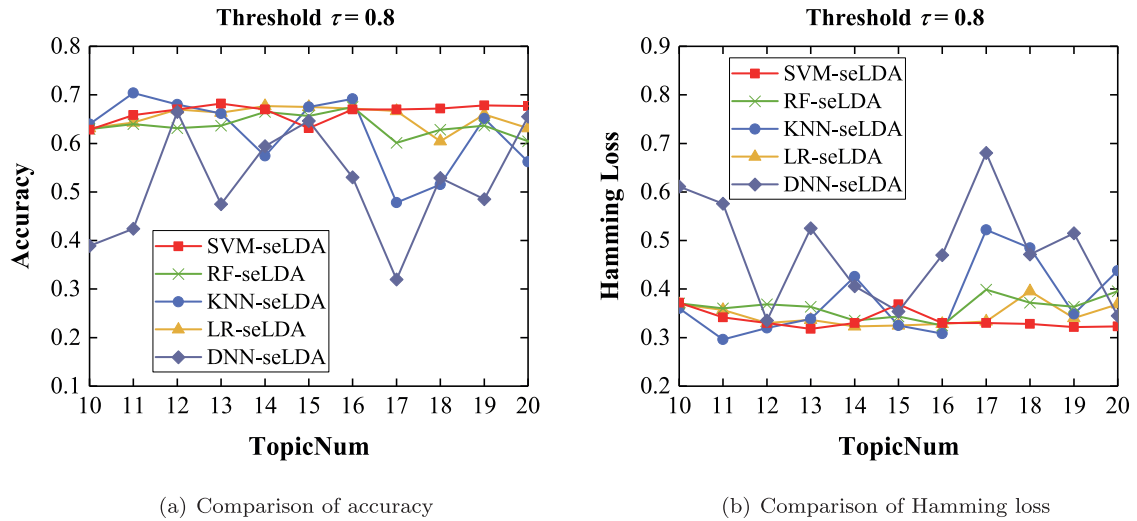 Threshold τ = 0.8
Accuracy
0.8
0.7
0.6
0.5
0.4
0.3
0.2
0.1
SVM-seLDA
RF-seLDA
KNN-seLDA
LR-seLDA
DNN-seLDA
10 11 12 13 14 15 16 17 18 19 20
TopicNum
(a) Comparison of accuracy
Threshold τ = 0.8
Hamming Loss
0.9
0.8
0.7
0.6
0.5
0.4
0.3
0.2
SVM-seLDA
RF-seLDA
KNN-seLDA
LR-seLDA
DNN-seLDA
10 11 12 13 14 15 16 17 18 19 20
TopicNum
(b) Comparison of Hamming loss